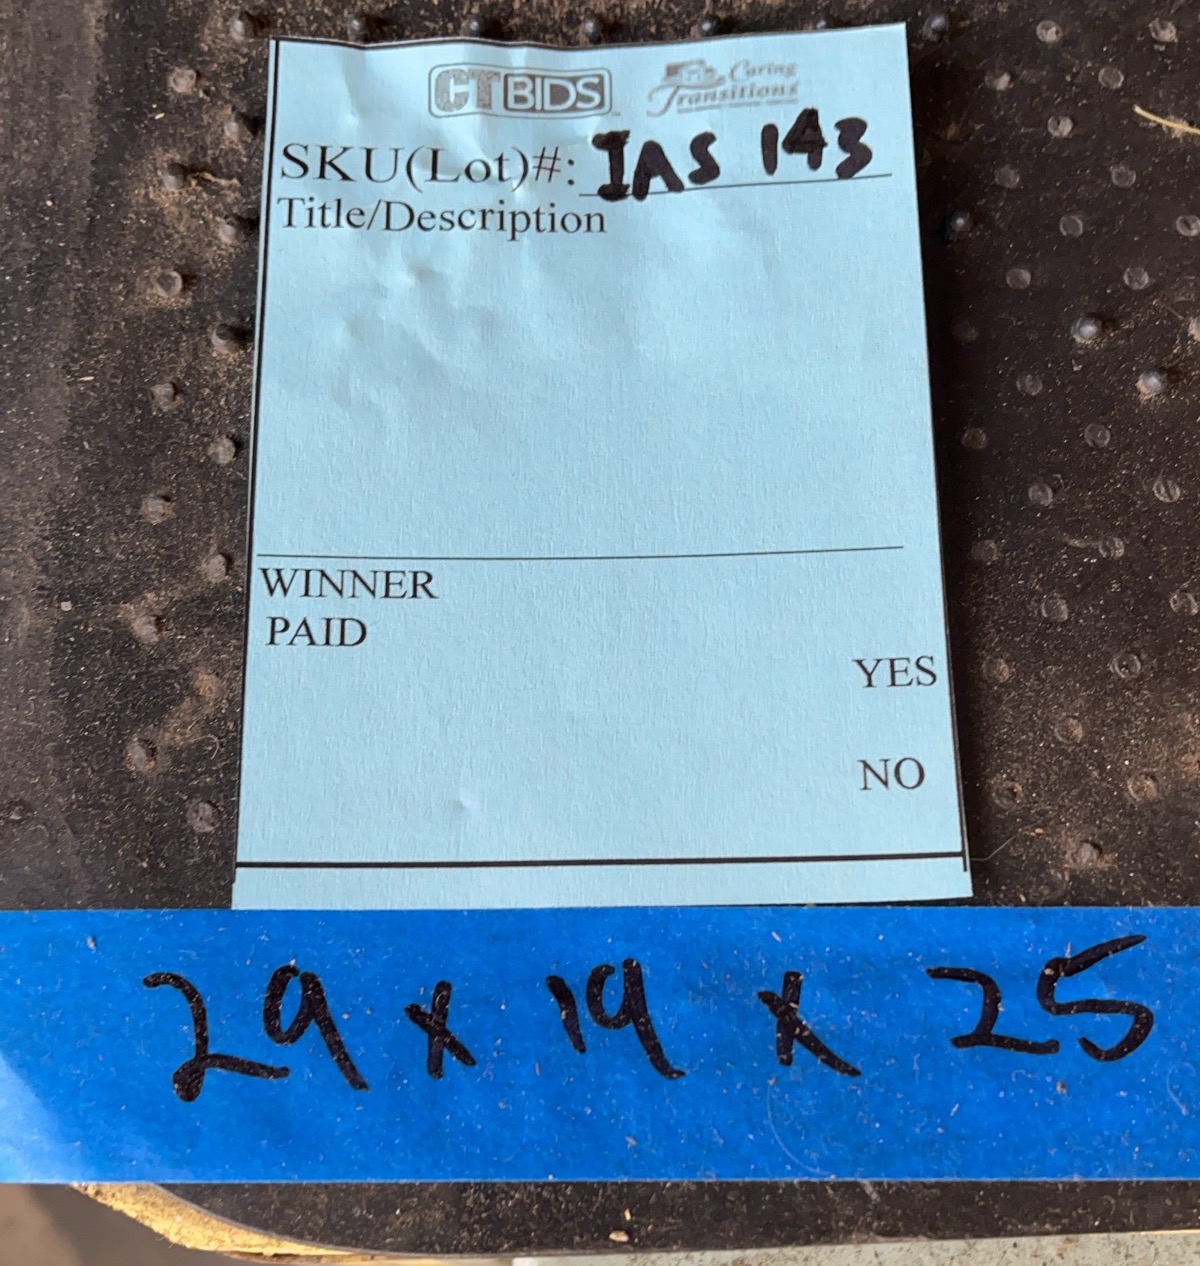 CTBIDS Caring Transitions
SKU(Lot)#: IAS 143
Title/Description
WINNER
PAID
YES
NO
29 x 19 x 25